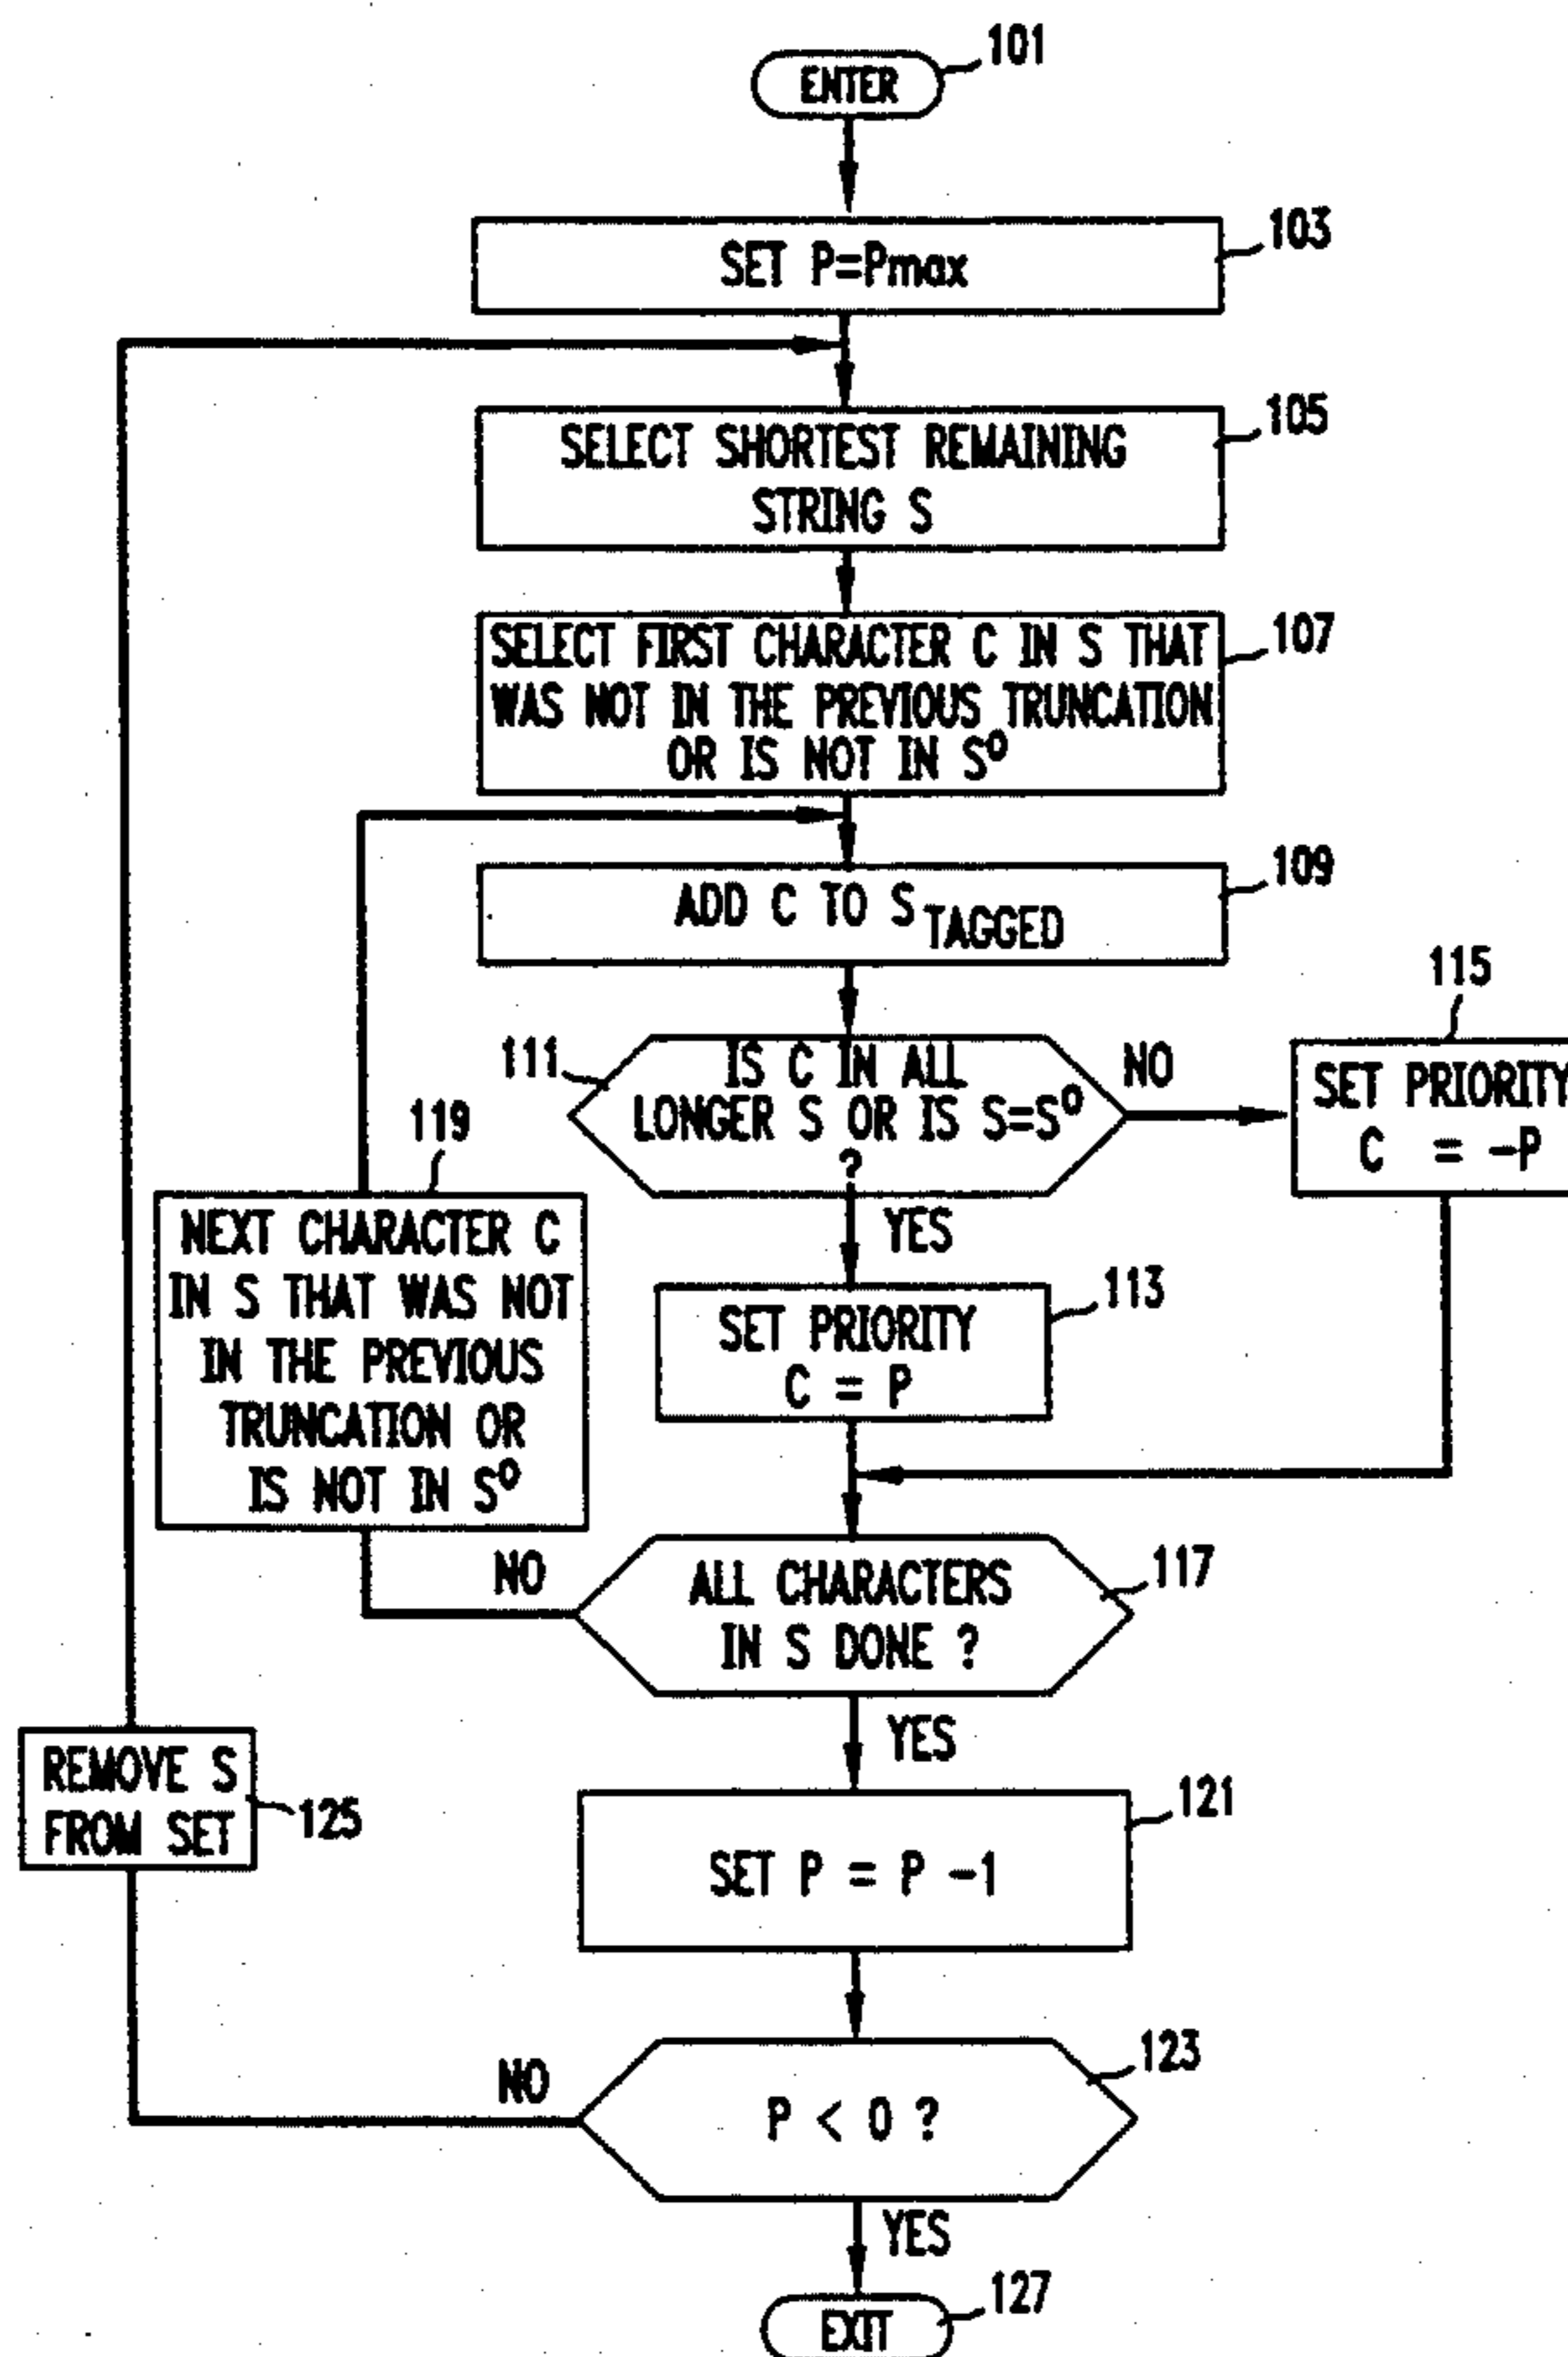 101
ENTER
103
SET P=Pmax
105
SELECT SHORTEST REMAINING
STRING S
107
SELECT FIRST CHARACTER C IN S THAT
WAS NOT IN THE PREVIOUS TRUNCATION
OR IS NOT IN S⁰
109
ADD C TO S TAGGED
111
IS C IN ALL
LONGER S OR IS S=S⁰
?
NO
115
SET PRIORITY
C = -P
YES
113
SET PRIORITY
C = P
119
NEXT CHARACTER C
IN S THAT WAS NOT
IN THE PREVIOUS
TRUNCATION OR
IS NOT IN S⁰
NO
117
ALL CHARACTERS
IN S DONE ?
YES
REMOVE S
FROM SET
125
121
SET P = P -1
NO
123
P < 0 ?
YES
127
EXIT